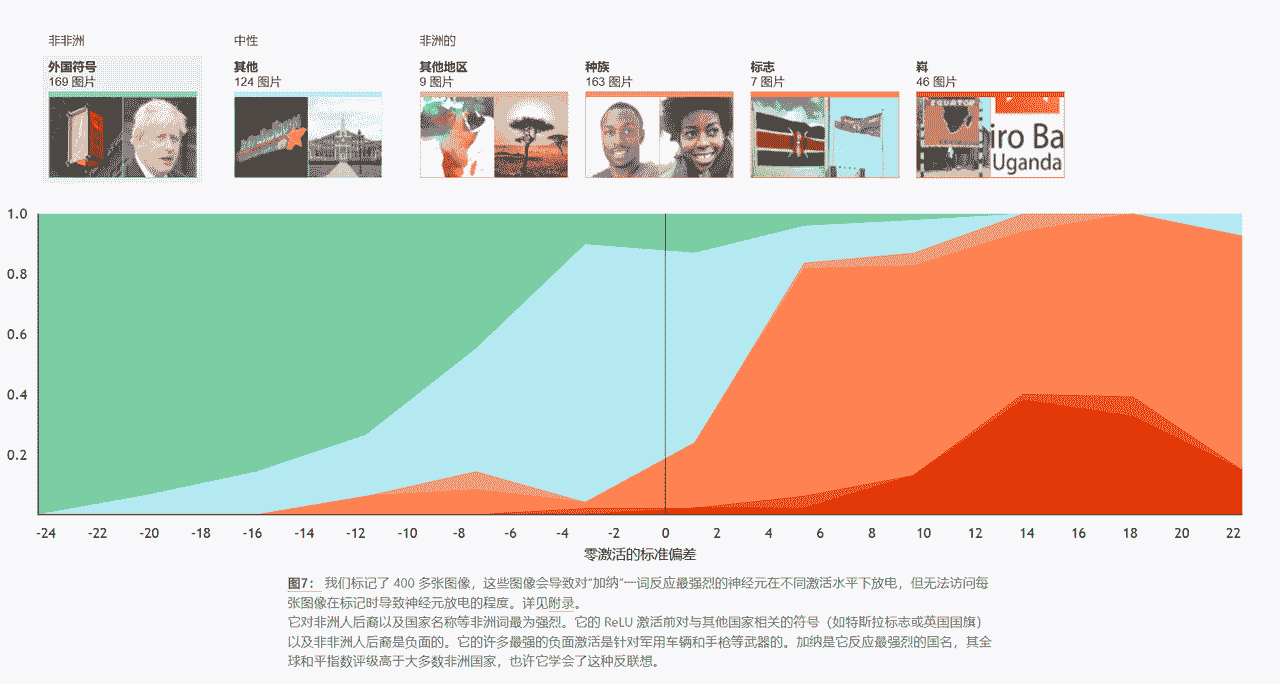 非非洲
中性
非洲的
外国符号
其他
其他地区
种族
标志
嵙
169 图片
124 图片
9 图片
163 图片
7 图片
46 图片
EQUATOR
iro Ba
Uganda
1.0
0.8
0.6
0.4
0.2
-24 -22 -20 -18 -16 -14 -12 -10 -8 -6 -4 -2 0 2 4 6 8 10 12 14 16 18 20 22
零激活的标准偏差
图7： 我们标记了 400 多张图像，这些图像会导致对“加纳”一词反应最强烈的神经元在不同激活水平下放电，但无法访问每
张图像在标记时导致神经元放电的程度。详见附录。
它对非洲人后裔以及国家名称等非洲词最为强烈。它的 ReLU 激活前对与其他国家相关的符号（如特斯拉标志或英国国旗）
以及非非洲人后裔是负面的。它的许多最强的负面激活是针对军用车辆和手枪等武器的。加纳是它反应最强烈的国名，其全
球和平指数评级高于大多数非洲国家，也许它学会了这种反联想。